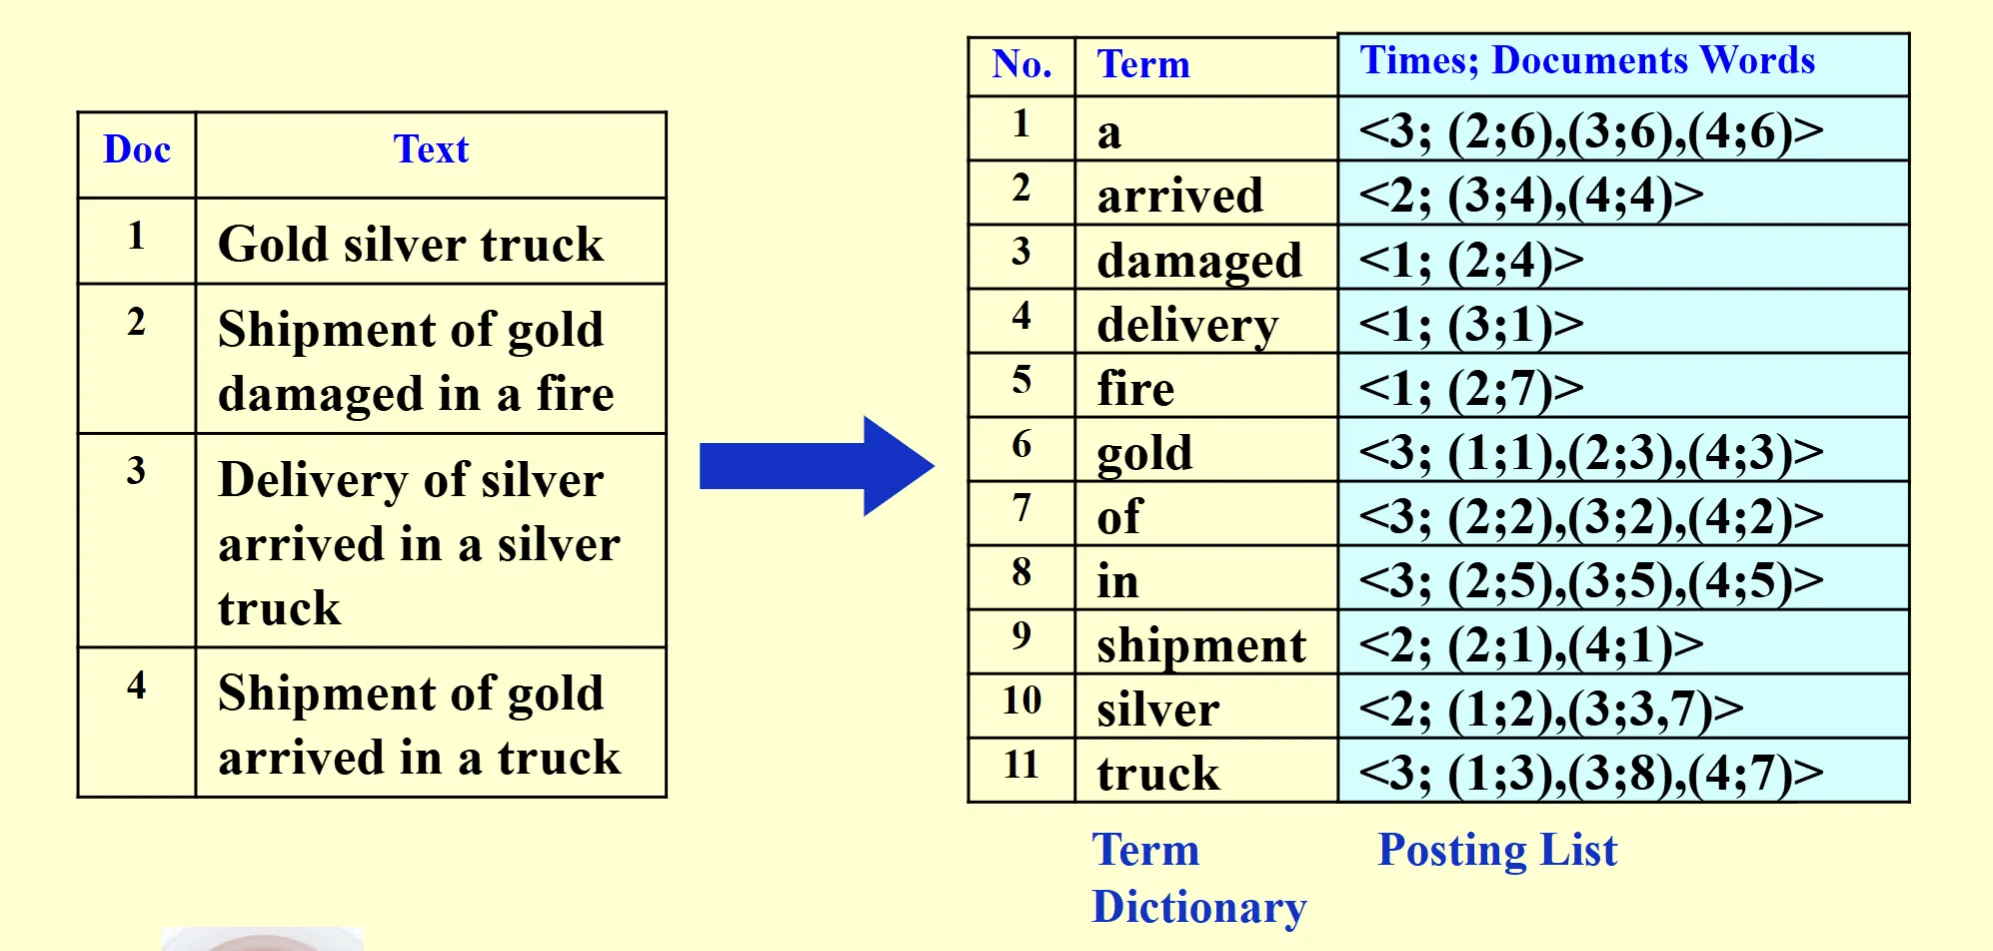 Doc Text
1 Gold silver truck
2 Shipment of gold
damaged in a fire
3 Delivery of silver
arrived in a silver
truck
4 Shipment of gold
arrived in a truck
No. Term Times; Documents Words
1 a <3; (2;6),(3;6),(4;6)>
2 arrived <2; (3;4),(4;4)>
3 damaged <1; (2;4)>
4 delivery <1; (3;1)>
5 fire <1; (2;7)>
6 gold <3; (1;1),(2;3),(4;3)>
7 of <3; (2;2),(3;2),(4;2)>
8 in <3; (2;5),(3;5),(4;5)>
9 shipment <2; (2;1),(4;1)>
10 silver <2; (1;2),(3;3,7)>
11 truck <3; (1;3),(3;8),(4;7)>
Term Posting List
Dictionary